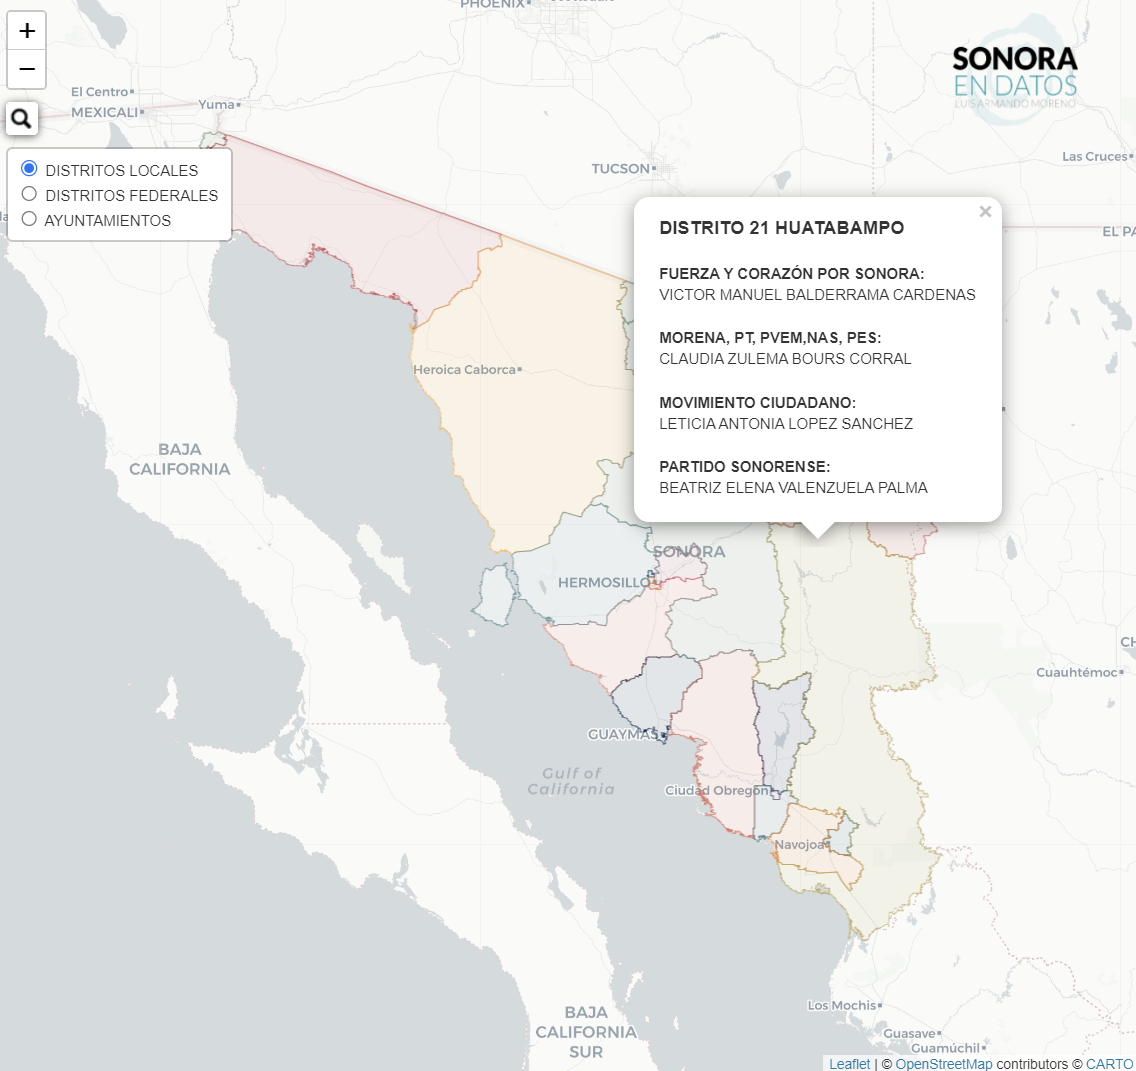 PHOENIX
+
−
SONORA
EN DATOS
LUIS ARMANDO MORENO
El Centro
MEXICALI
Yuma
DISTRITOS LOCALES
DISTRITOS FEDERALES
AYUNTAMIENTOS
TUCSON
Las Cruces
EL PA
×
DISTRITO 21 HUATABAMPO
FUERZA Y CORAZÓN POR SONORA:
VICTOR MANUEL BALDERRAMA CARDENAS
MORENA, PT, PVEM,NAS, PES:
CLAUDIA ZULEMA BOURS CORRAL
MOVIMIENTO CIUDADANO:
LETICIA ANTONIA LOPEZ SANCHEZ
PARTIDO SONORENSE:
BEATRIZ ELENA VALENZUELA PALMA
Heroica Caborca
BAJA
CALIFORNIA
SONORA
HERMOSILLO
CH
Cuauhtémoc
GUAYMAS
Gulf of
California
Ciudad Obregón
Navojoa
Los Mochis
BAJA
CALIFORNIA
SUR
Guasave
Guamúchil
Leaflet | © OpenStreetMap contributors © CARTO